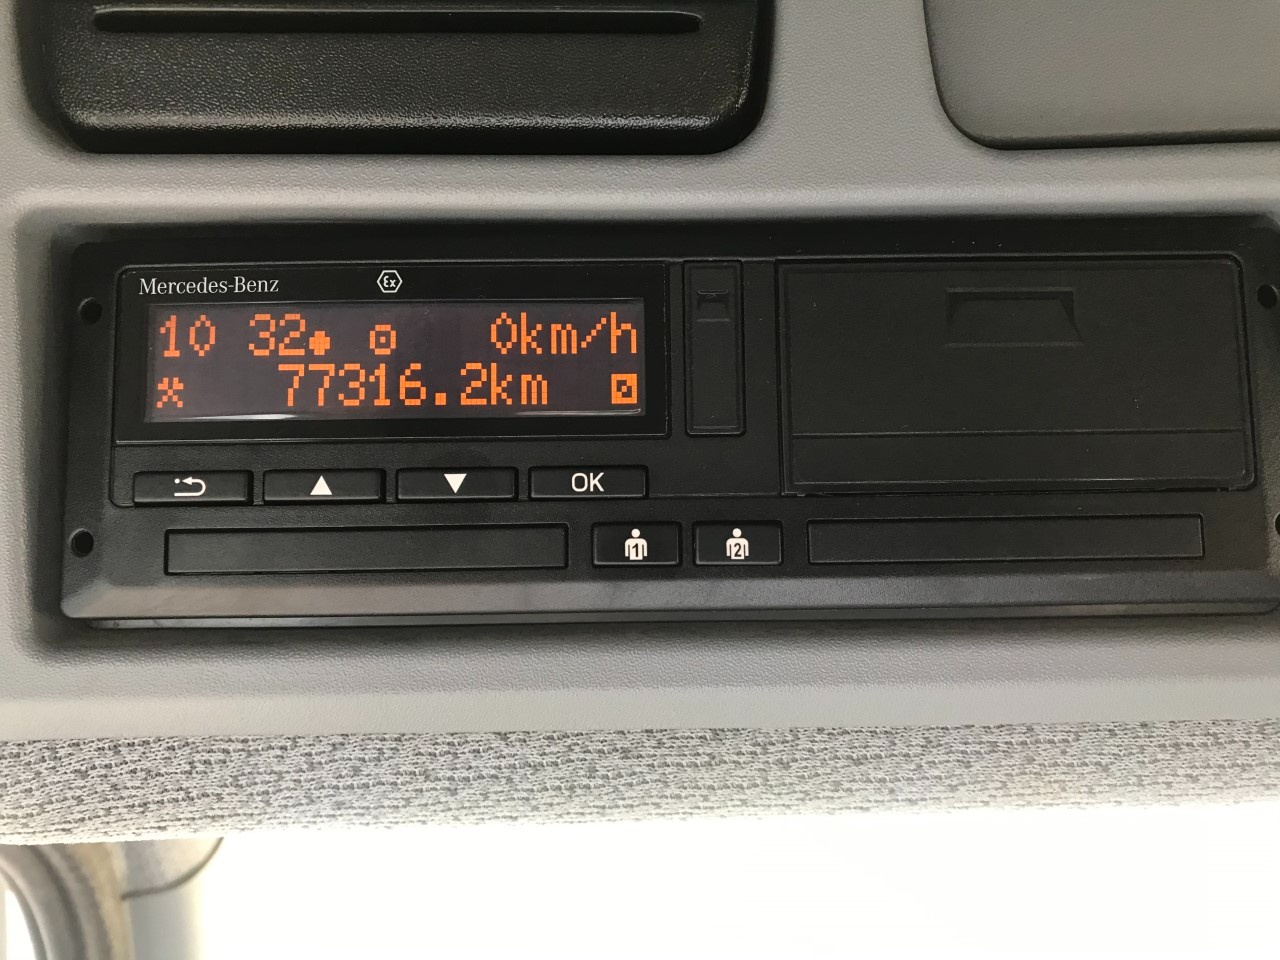 Mercedes-Benz
Ex
10 32 0km/h
77316.2km
OK
1 2